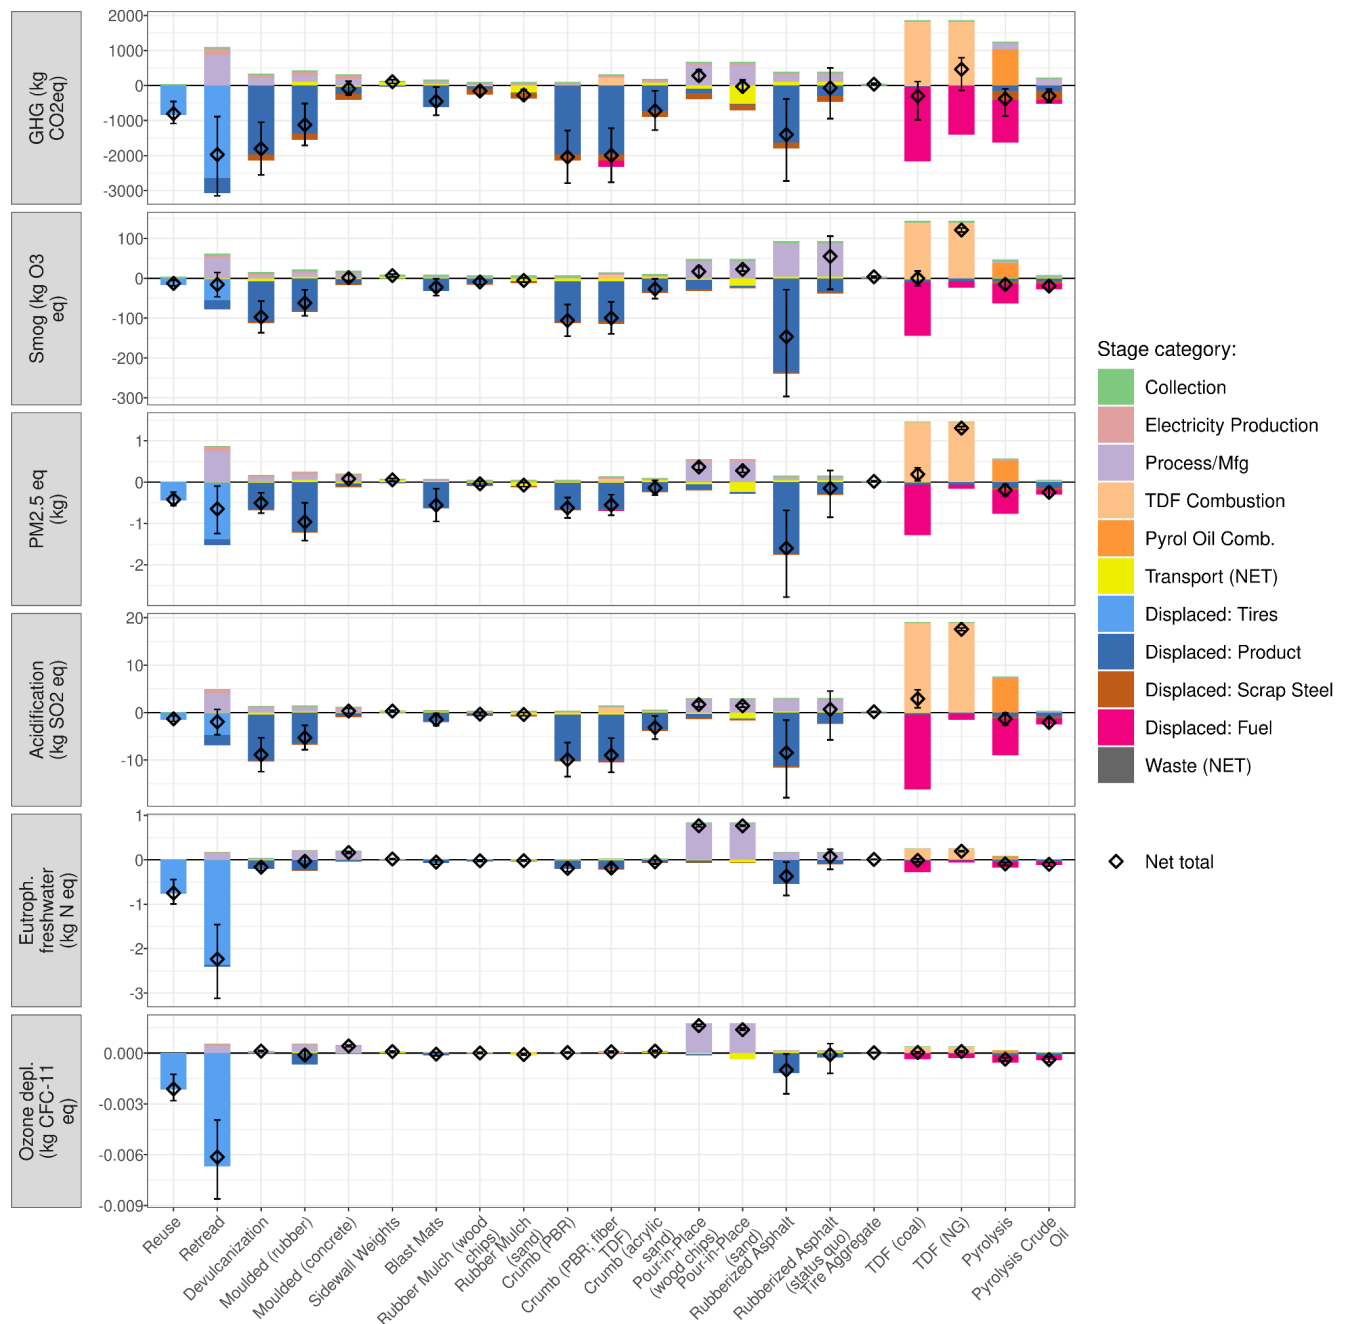 GHG (kg
CO2eq)
2000
1000
0
-1000
-2000
-3000
Smog (kg O3
eq)
100
0
-100
-200
-300
PM2.5 eq
(kg)
1
0
-1
-2
Acidification
(kg SO2 eq)
20
10
0
-10
Eutroph.
freshwater
(kg N eq)
1
0
-1
-2
-3
Ozone depl.
(kg CFC-11
eq)
0.000
-0.003
-0.006
-0.009
Reuse
Retread
Devulcanization
Moulded (rubber)
Moulded (concrete)
Sidewall Weights
Blast Mats
Rubber Mulch (wood
chips)
Rubber Mulch
(sand)
Crumb (PBR)
Crumb (PBR; fiber
TDF)
Crumb (acrylic
sand)
Pour-in-Place
(wood chips)
Pour-in-Place
(sand)
Rubberized Asphalt
Rubberized Asphalt
(status quo)
Tire Aggregate
TDF (coal)
TDF (NG)
Pyrolysis
Pyrolysis Crude
Oil
Stage category:
Collection
Electricity Production
Process/Mfg
TDF Combustion
Pyrol Oil Comb.
Transport (NET)
Displaced: Tires
Displaced: Product
Displaced: Scrap Steel
Displaced: Fuel
Waste (NET)
Net total